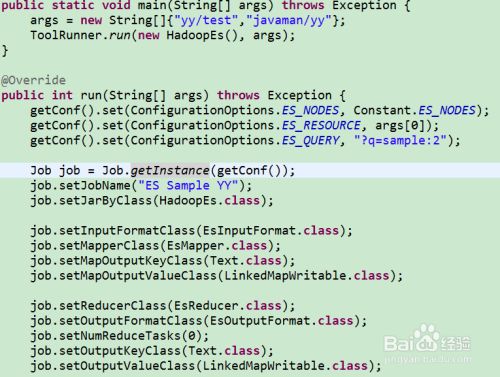 public static void main(String[] args) throws Exception {
args = new String[]{"yy/test","javaman/yy"};
ToolRunner.run(new HadoopEs(), args);
}
@Override
public int run(String[] args) throws Exception {
getConf().set(ConfigurationOptions.ES_NODES, Constant.ES_NODES);
getConf().set(ConfigurationOptions.ES_RESOURCE, args[0]);
getConf().set(ConfigurationOptions.ES_QUERY, "?q=sample:2");
Job job = Job.getInstance(getConf());
job.setJobName("ES Sample YY");
job.setJarByClass(HadoopEs.class);
job.setInputFormatClass(EsInputFormat.class);
job.setMapperClass(EsMapper.class);
job.setMapOutputKeyClass(Text.class);
job.setMapOutputValueClass(LinkedMapWritable.class);
job.setReducerClass(EsReducer.class);
job.setOutputFormatClass(EsOutputFormat.class);
job.setNumReduceTasks(0);
job.setOutputKeyClass(Text.class);
job.setOutputValueClass(LinkedMapWritable.class);
Baidu 经验
jingyan.baidu.com